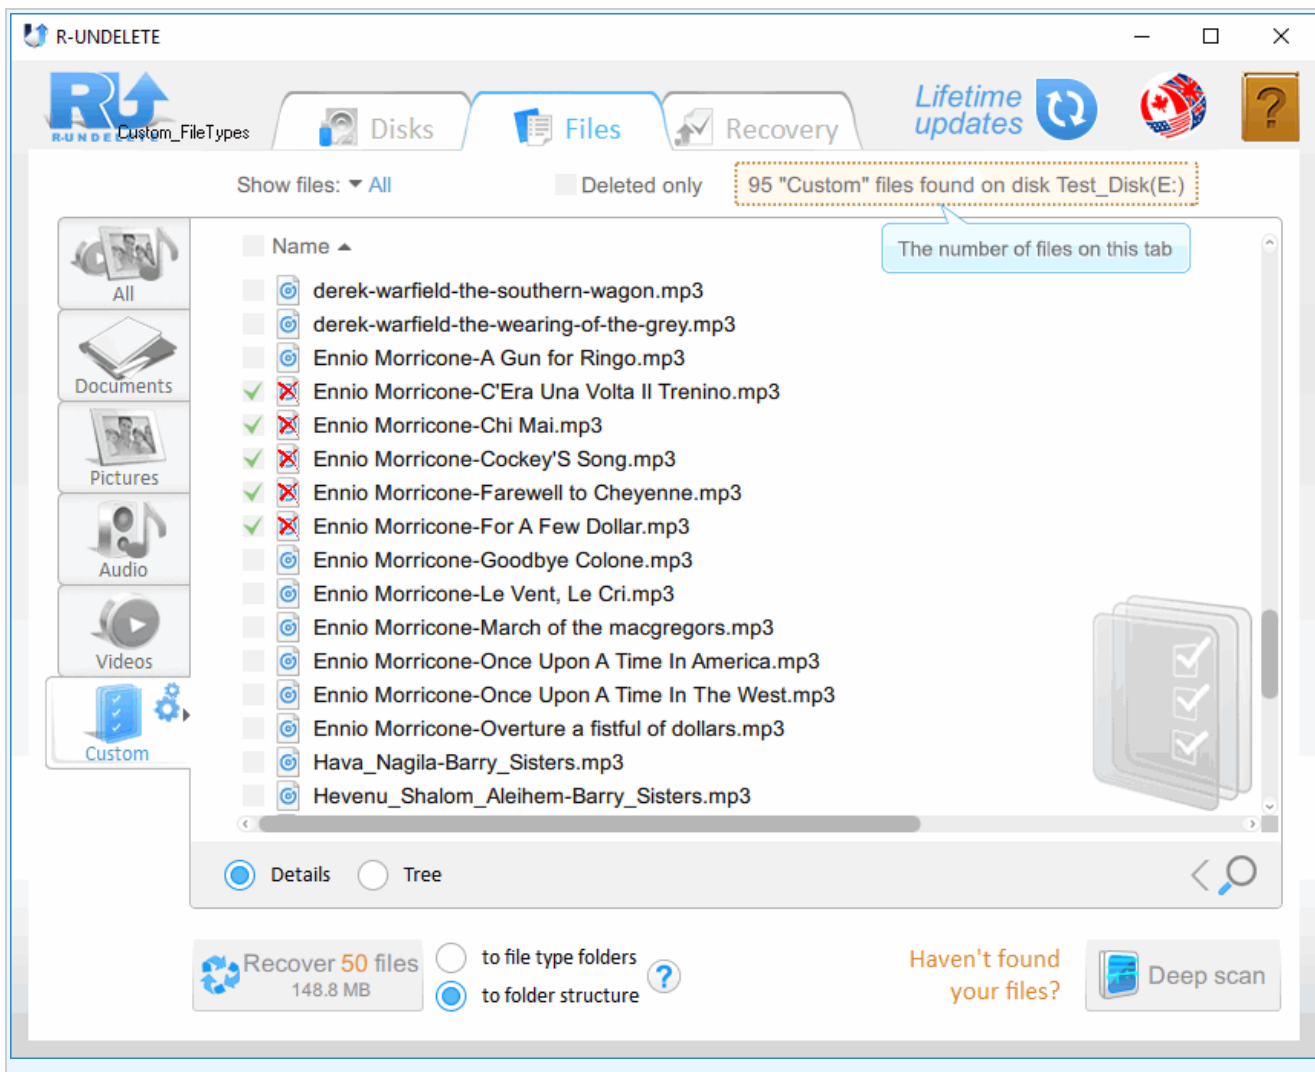 R-UNDELETE
R-UNDELETE
Custom_FileTypes
Disks
Files
Recovery
Lifetime
updates
Show files: All
Deleted only
95 "Custom" files found on disk Test_Disk(E:)
The number of files on this tab
Name
All
Documents
Pictures
Audio
Videos
Custom
derek-warfield-the-southern-wagon.mp3
derek-warfield-the-wearing-of-the-grey.mp3
Ennio Morricone-A Gun for Ringo.mp3
Ennio Morricone-C'Era Una Volta Il Trenino.mp3
Ennio Morricone-Chi Mai.mp3
Ennio Morricone-Cockey'S Song.mp3
Ennio Morricone-Farewell to Cheyenne.mp3
Ennio Morricone-For A Few Dollar.mp3
Ennio Morricone-Goodbye Colone.mp3
Ennio Morricone-Le Vent, Le Cri.mp3
Ennio Morricone-March of the macgregors.mp3
Ennio Morricone-Once Upon A Time In America.mp3
Ennio Morricone-Once Upon A Time In The West.mp3
Ennio Morricone-Overture a fistful of dollars.mp3
Hava_Nagila-Barry_Sisters.mp3
Hevenu_Shalom_Aleihem-Barry_Sisters.mp3
Details
Tree
Recover 50 files
148.8 MB
to file type folders
to folder structure
?
Haven't found
your files?
Deep scan